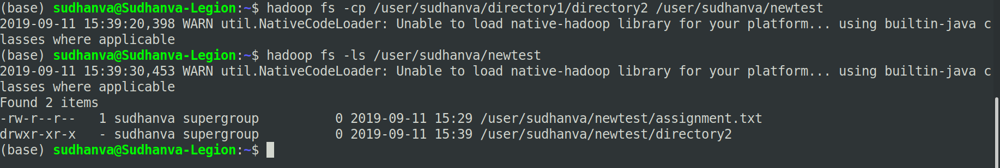 (base) sudhanva@Sudhanva-Legion:~$ hadoop fs -cp /user/sudhanva/directory1/directory2 /user/sudhanva/newtest
2019-09-11 15:39:20,398 WARN util.NativeCodeLoader: Unable to load native-hadoop library for your platform... using builtin-java c
lasses where applicable
(base) sudhanva@Sudhanva-Legion:~$ hadoop fs -ls /user/sudhanva/newtest
2019-09-11 15:39:30,453 WARN util.NativeCodeLoader: Unable to load native-hadoop library for your platform... using builtin-java c
lasses where applicable
Found 2 items
-rw-r--r--   1 sudhanva supergroup          0 2019-09-11 15:29 /user/sudhanva/newtest/assignment.txt
drwxr-xr-x   - sudhanva supergroup          0 2019-09-11 15:39 /user/sudhanva/newtest/directory2
(base) sudhanva@Sudhanva-Legion:~$